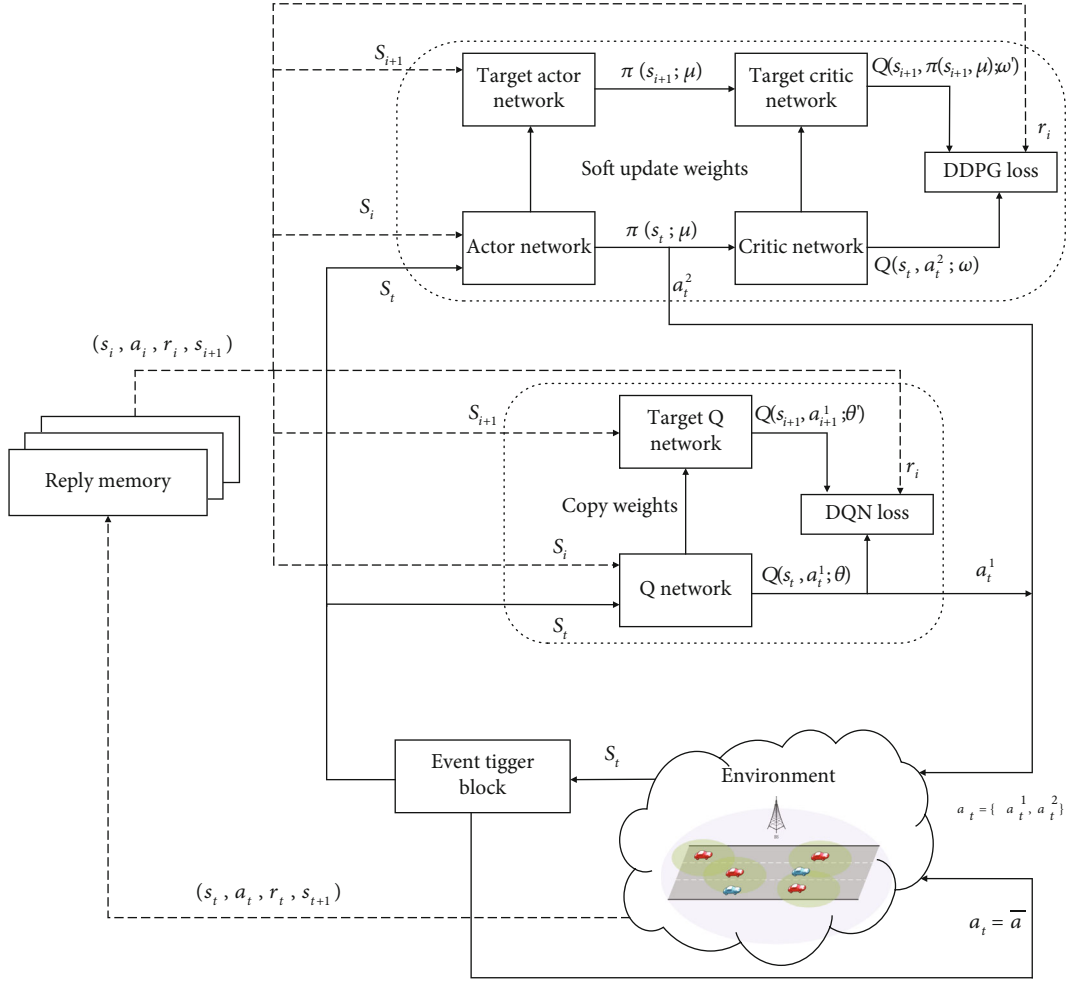 S_{i+1}
Target actor
network
π (s_{i+1}; μ)
Target critic
network
Q(s_{i+1}, π(s_{i+1}, μ);ω')
r_i
DDPG loss
Soft update weights
S_i
Actor network
π (s_t ; μ)
Critic network
Q(s_t, a_t^2 ; ω)
S_t
a_t^2
(s_i , a_i , r_i , s_{i+1})
S_{i+1}
Target Q
network
Q(s_{i+1}, a_{i+1}^1 ;θ')
r_i
Reply memory
Copy weights
DQN loss
S_i
Q network
Q(s_t , a_t^1; θ)
a_t^1
S_t
Event tigger
block
S_t
Environment
a_t = { a_t^1, a_t^2}
(s_t , a_t , r_t , s_{t+1})
a_t = \overline{a}